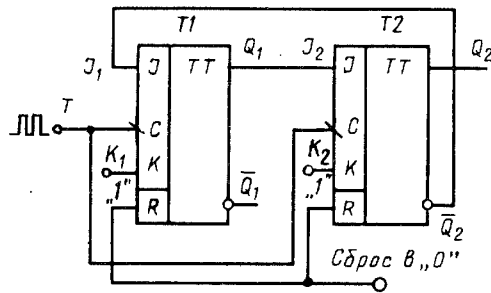 T1
T2
J₁
J
TT
Q₁
J₂
J
TT
Q₂
T
C
C
K₁
K
K₂
K
„1"
R
Q̅₁
„1"
R
Q̅₂
Сброс в „0"